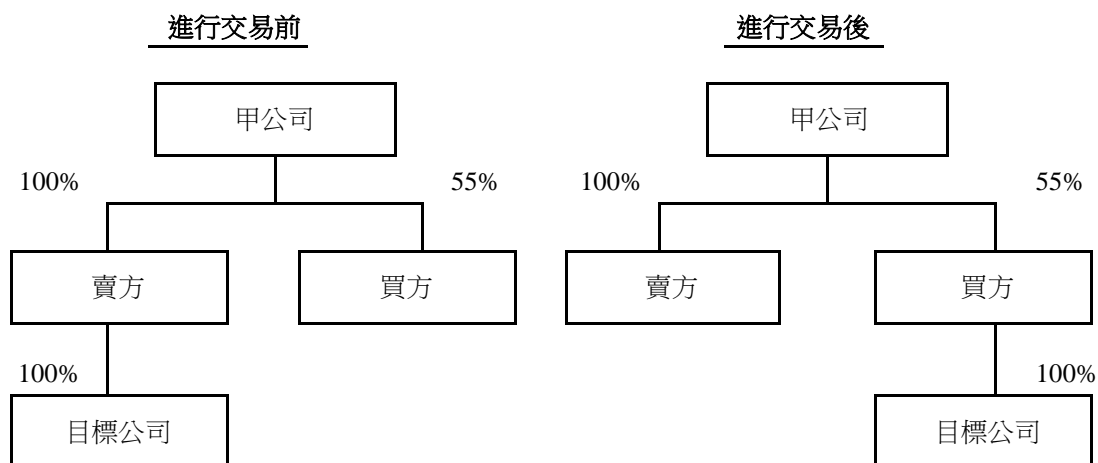 進行交易前
進行交易後
甲公司
甲公司
100%
55%
100%
55%
賣方
買方
賣方
買方
100%
100%
目標公司
目標公司